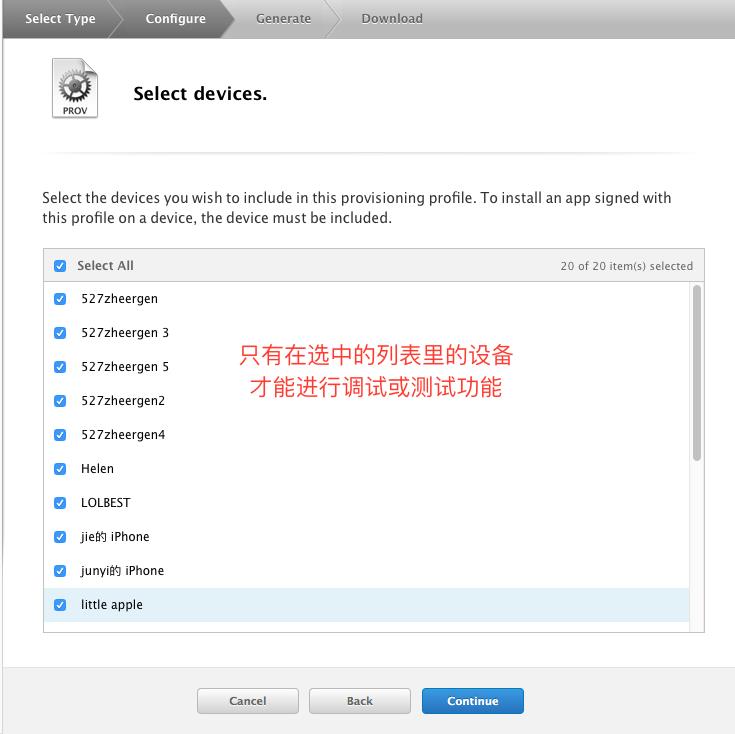 Select Type
Configure
Generate
Download
PROV
Select devices.
Select the devices you wish to include in this provisioning profile. To install an app signed with
this profile on a device, the device must be included.
Select All
20 of 20 item(s) selected
527zheergen
527zheergen 3
527zheergen 5
527zheergen2
527zheergen4
Helen
LOLBEST
jie的 iPhone
junyi的 iPhone
little apple
只有在选中的列表里的设备
才能进行调试或测试功能
Cancel
Back
Continue